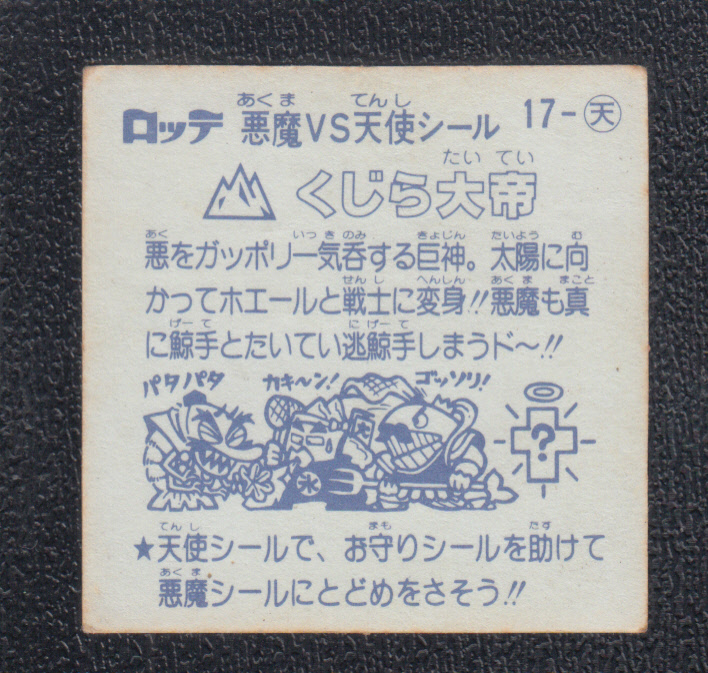 ロッテ 悪魔VS天使シール 17-天
くじら大帝
悪をガッポリ一気呑する巨神。太陽に向
かってホエールと戦士に変身!!悪魔も真
に鯨手とたいてい逃鯨手しまうド〜!!
パタパタ カキ〜ン! ゴッソリ!
天 氷 ?
★天使シールで、お守りシールを助けて
悪魔シールにとどめをさそう!!